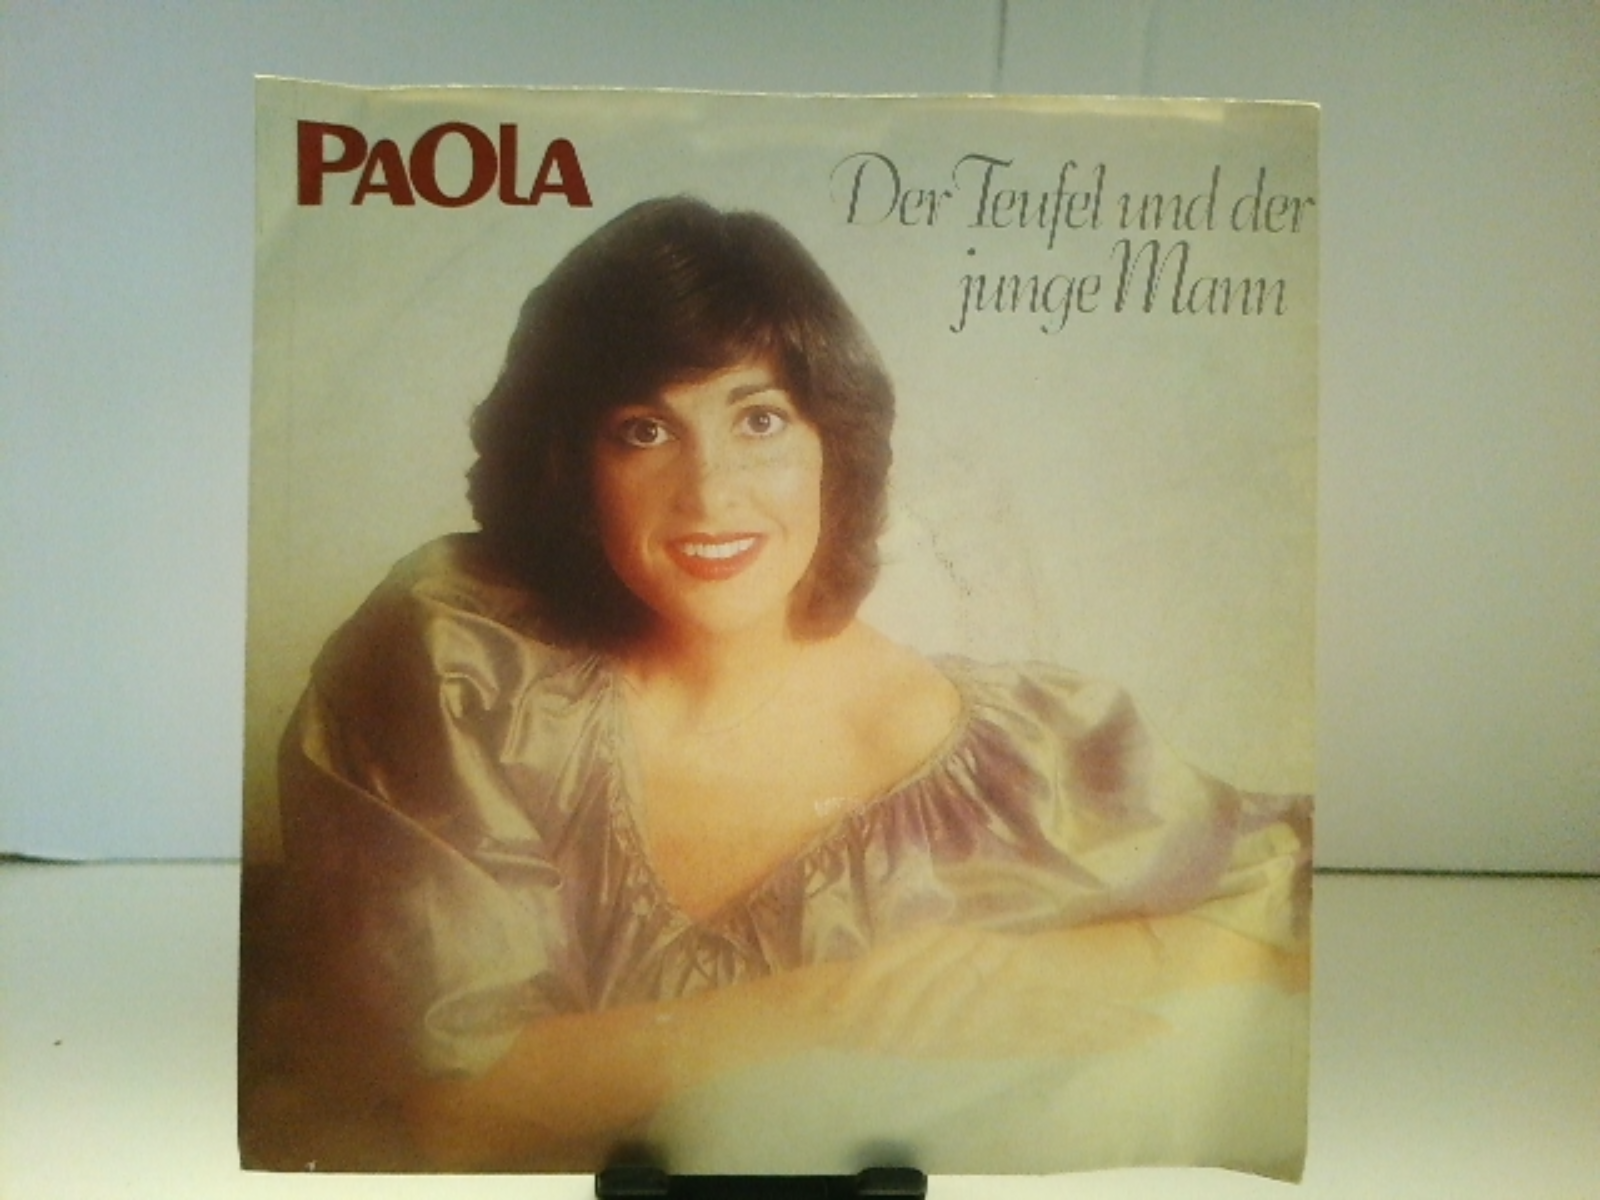 PAOLA
Der Teufel und der
junge Mann